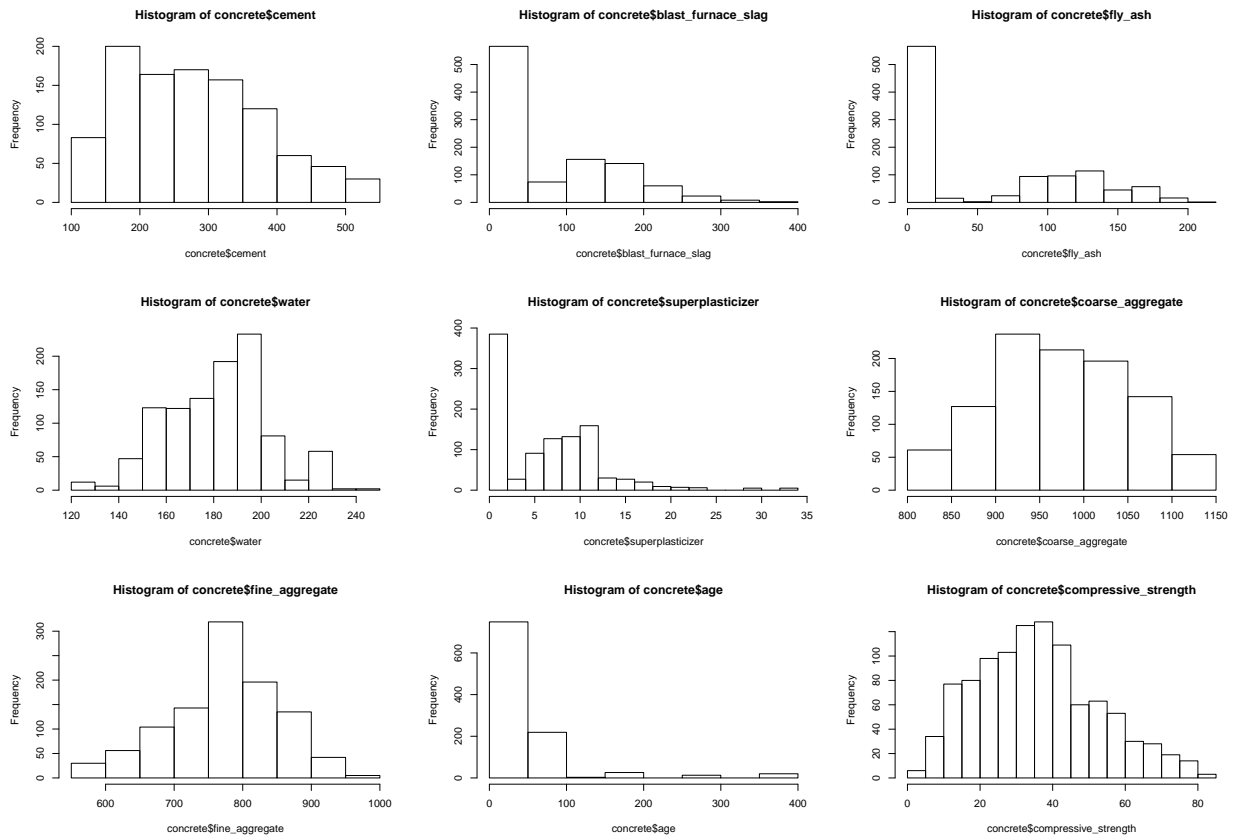 Histogram of concrete$cement
Frequency
0 50 100 150 200
100 200 300 400 500
concrete$cement
Histogram of concrete$blast_furnace_slag
Frequency
0 100 200 300 400 500
0 100 200 300 400
concrete$blast_furnace_slag
Histogram of concrete$fly_ash
Frequency
0 100 200 300 400 500
0 50 100 150 200
concrete$fly_ash
Histogram of concrete$water
Frequency
0 50 100 150 200
120 140 160 180 200 220 240
concrete$water
Histogram of concrete$superplasticizer
Frequency
0 100 200 300 400
0 5 10 15 20 25 30 35
concrete$superplasticizer
Histogram of concrete$coarse_aggregate
Frequency
0 50 100 150 200
800 850 900 950 1000 1050 1100 1150
concrete$coarse_aggregate
Histogram of concrete$fine_aggregate
Frequency
0 50 100 200 300
600 700 800 900 1000
concrete$fine_aggregate
Histogram of concrete$age
Frequency
0 200 400 600
0 100 200 300 400
concrete$age
Histogram of concrete$compressive_strength
Frequency
0 20 40 60 80 100
0 20 40 60 80
concrete$compressive_strength